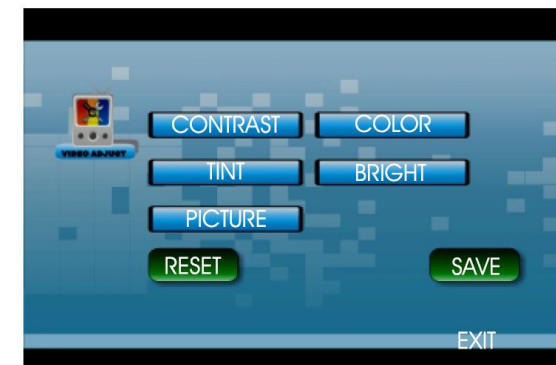 CONTRAST COLOR
VIDEO ADJUST
TINT BRIGHT
PICTURE
RESET SAVE
EXIT